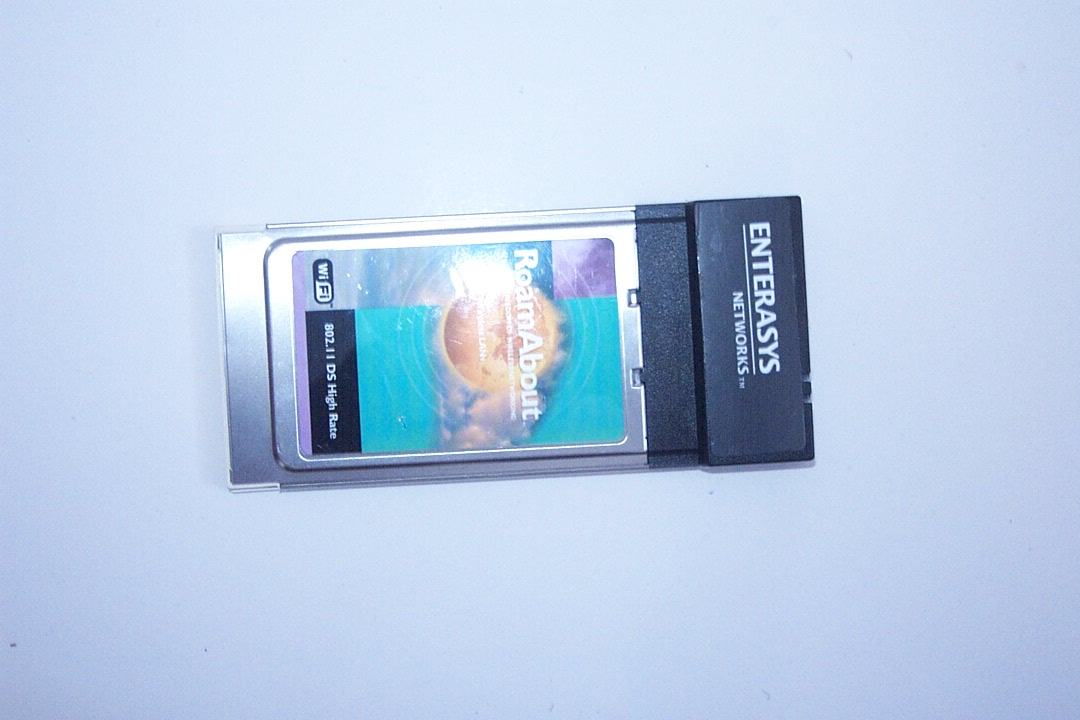 ENTERASYS
NETWORKS™
RoamAbout
802.11 DS High Rate
Wi Fi